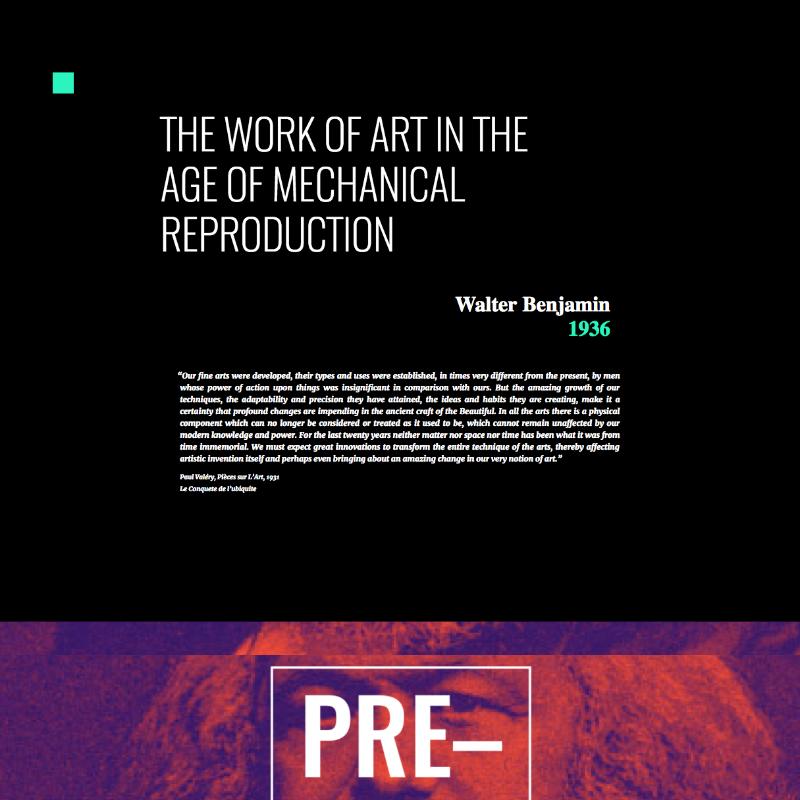 THE WORK OF ART IN THE
AGE OF MECHANICAL
REPRODUCTION
Walter Benjamin
1936
“Our fine arts were developed, their types and uses were established, in times very different from the present, by men
whose power of action upon things was insignificant in comparison with ours. But the amazing growth of our
techniques, the adaptability and precision they have attained, the ideas and habits they are creating, make it a
certainty that profound changes are impending in the ancient craft of the Beautiful. In all the arts there is a physical
component which can no longer be considered or treated as it used to be, which cannot remain unaffected by our
modern knowledge and power. For the last twenty years neither matter nor space nor time has been what it was from
time immemorial. We must expect great innovations to transform the entire technique of the arts, thereby affecting
artistic invention itself and perhaps even bringing about an amazing change in our very notion of art.”
Paul Valéry, Pièces sur L’Art, 1931
Le Conquete de l’ubiquite
PRE–